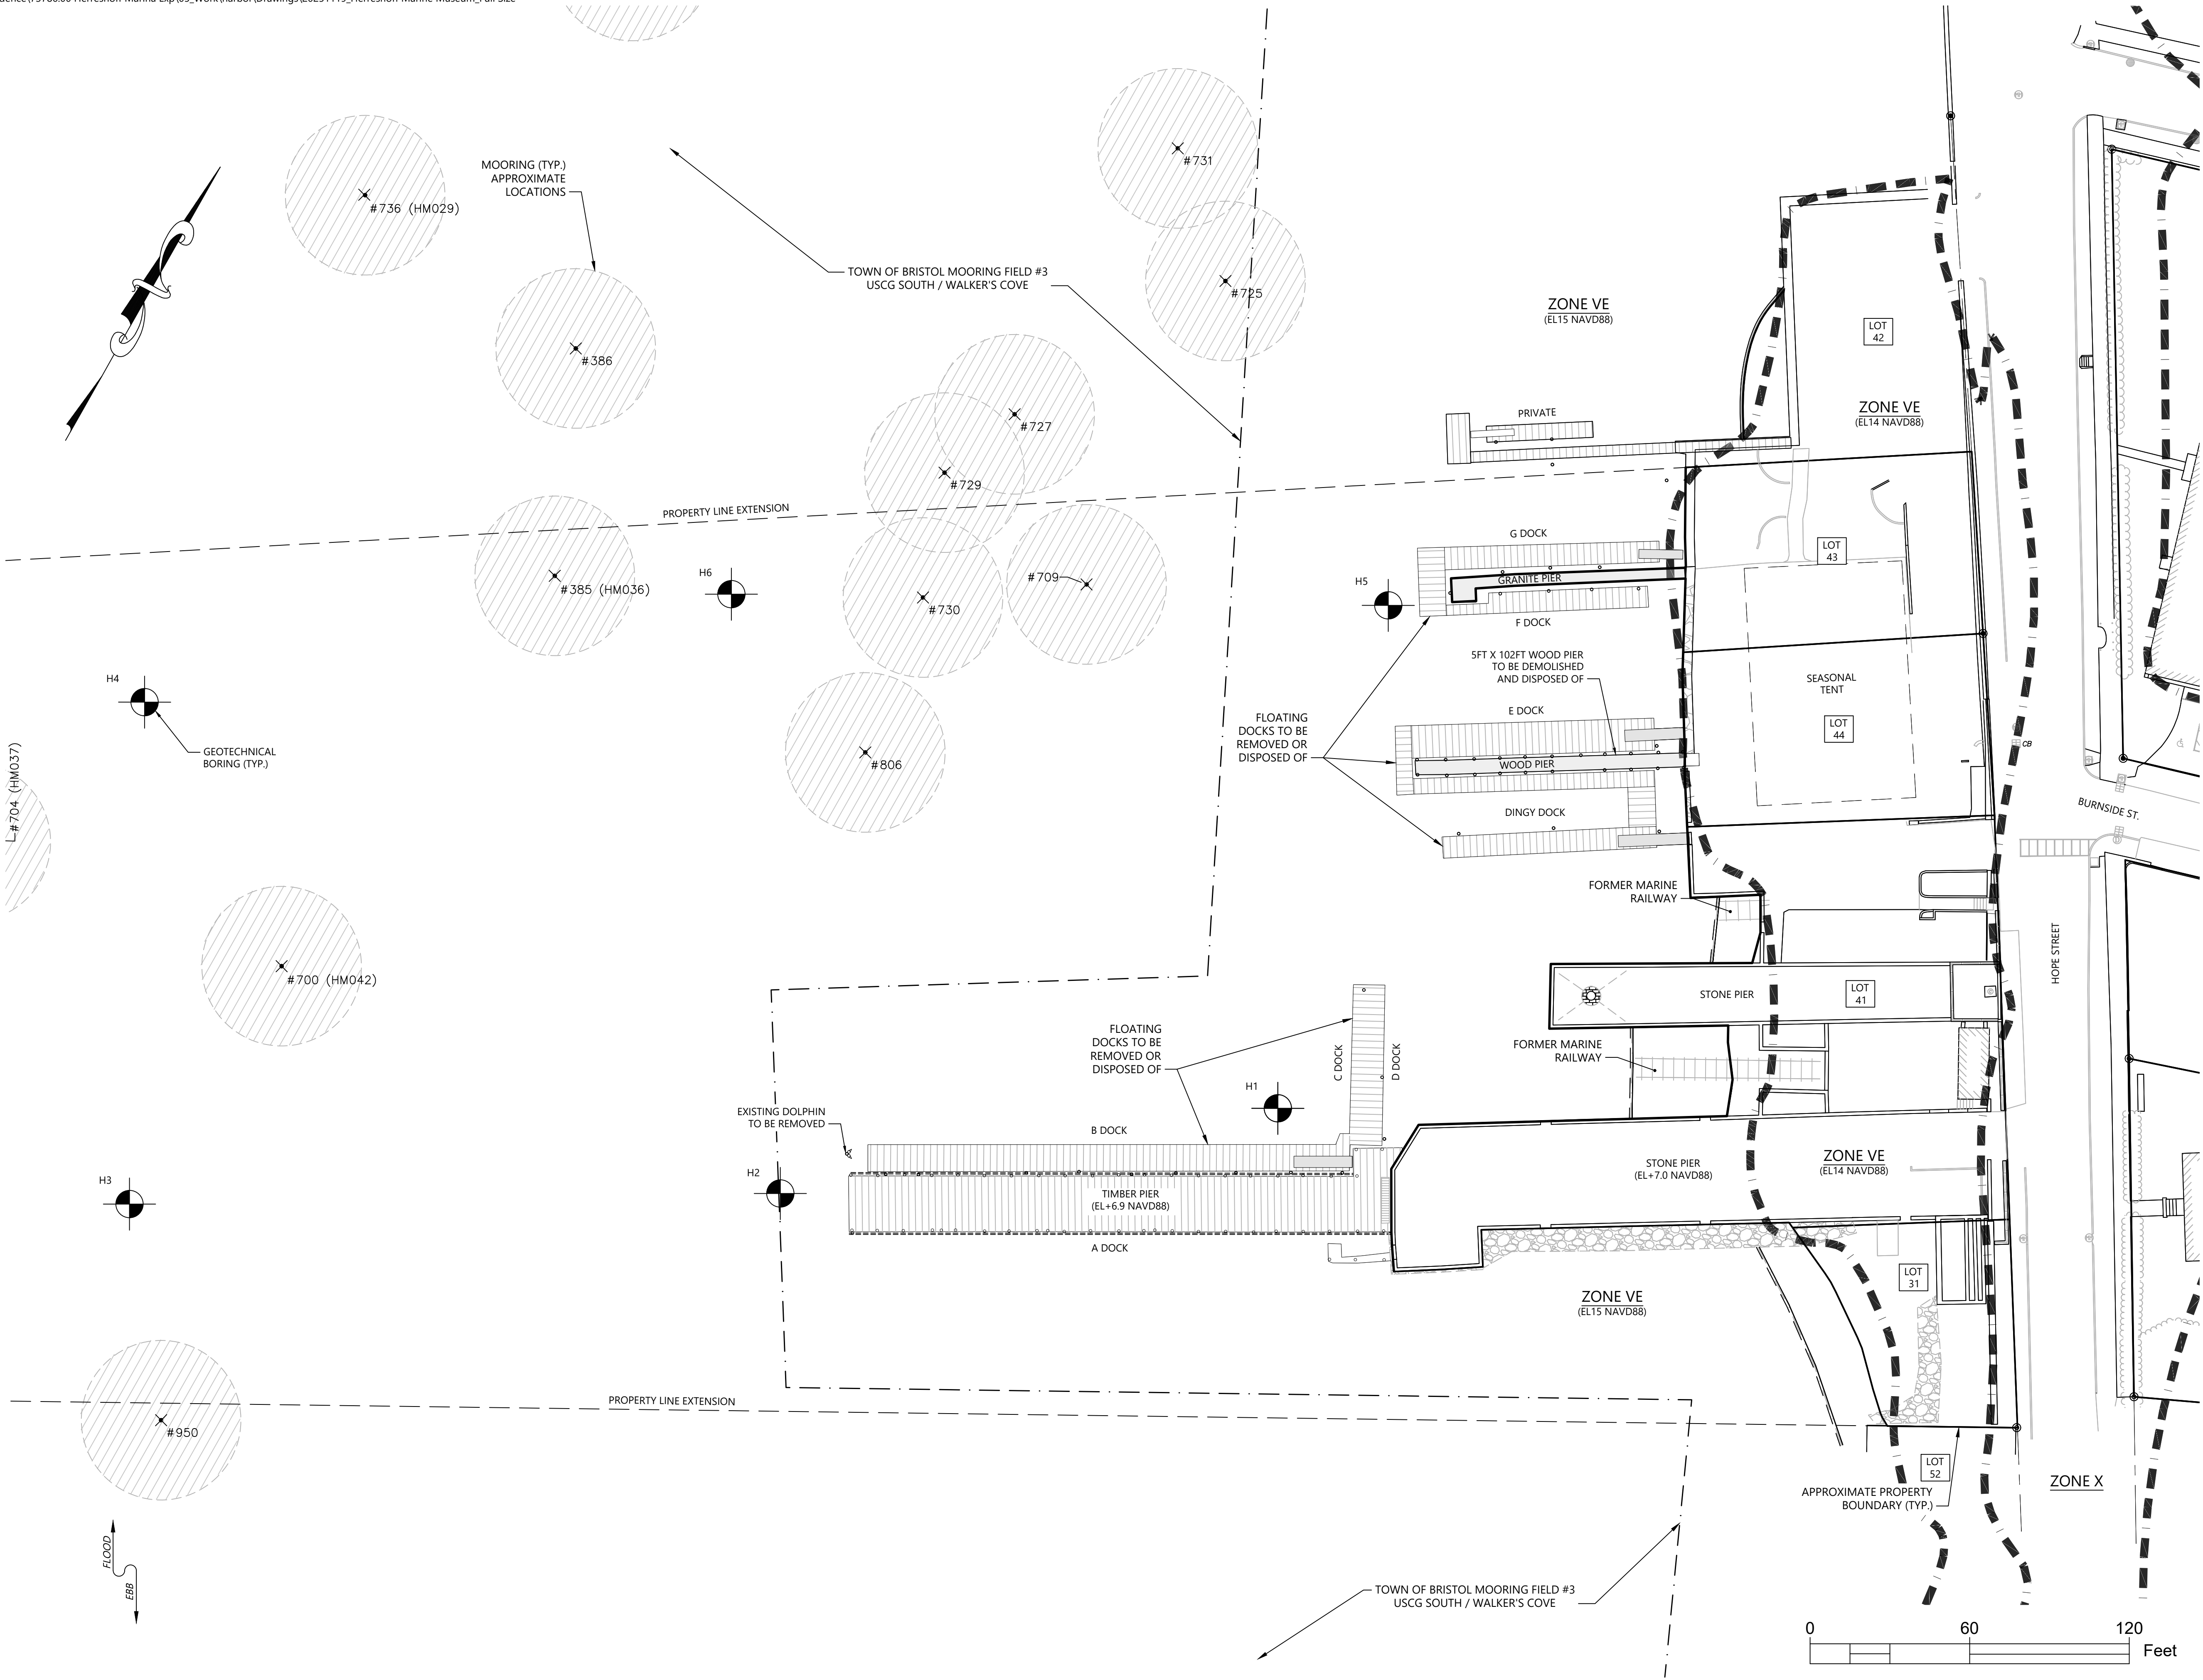 #731
MOORING (TYP.)
APPROXIMATE
LOCATIONS
#736 (HM029)
TOWN OF BRISTOL MOORING FIELD #3
USCG SOUTH / WALKER'S COVE
#725
ZONE VE
(EL15 NAVD88)
LOT
42
#386
ZONE VE
(EL14 NAVD88)
PRIVATE
#727
#729
PROPERTY LINE EXTENSION
G DOCK
LOT
43
H6
H5
#709
GRANITE PIER
#385 (HM036)
#730
F DOCK
5FT X 102FT WOOD PIER
TO BE DEMOLISHED
AND DISPOSED OF
H4
SEASONAL
TENT
E DOCK
FLOATING
DOCKS TO BE
REMOVED OR
DISPOSED OF
LOT
44
CB
GEOTECHNICAL
BORING (TYP.)
#806
WOOD PIER
#704 (HM037)
DINGY DOCK
BURNSIDE ST.
FORMER MARINE
RAILWAY
HOPE STREET
#700 (HM042)
STONE PIER
LOT
41
FLOATING
DOCKS TO BE
REMOVED OR
DISPOSED OF
C DOCK
D DOCK
FORMER MARINE
RAILWAY
H1
EXISTING DOLPHIN
TO BE REMOVED
B DOCK
H2
H3
STONE PIER
(EL+7.0 NAVD88)
ZONE VE
(EL14 NAVD88)
TIMBER PIER
(EL+6.9 NAVD88)
A DOCK
LOT
31
ZONE VE
(EL15 NAVD88)
PROPERTY LINE EXTENSION
#950
LOT
52
ZONE X
APPROXIMATE PROPERTY
BOUNDARY (TYP.)
FLOOD
EBB
TOWN OF BRISTOL MOORING FIELD #3
USCG SOUTH / WALKER'S COVE
0 60 120
Feet